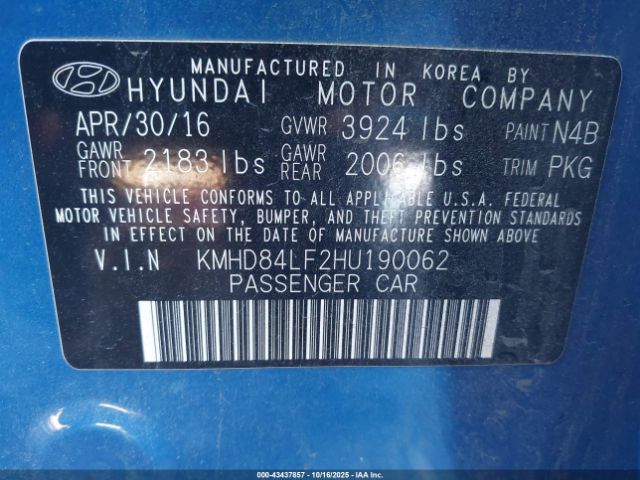 MANUFACTURED IN KOREA BY
HYUNDAI MOTOR COMPANY
APR/30/16 GVWR 3924 lbs PAINT N4B
GAWR FRONT 2183 lbs GAWR REAR 2006 lbs TRIM PKG
THIS VEHICLE CONFORMS TO ALL APPLICABLE U.S.A. FEDERAL
MOTOR VEHICLE SAFETY, BUMPER, AND THEFT PREVENTION STANDARDS
IN EFFECT ON THE DATE OF MANUFACTURE SHOWN ABOVE.
V.I.N KMHD84LF2HU190062
PASSENGER CAR
000-43437857 - 10/16/2025 - IAAI.COM